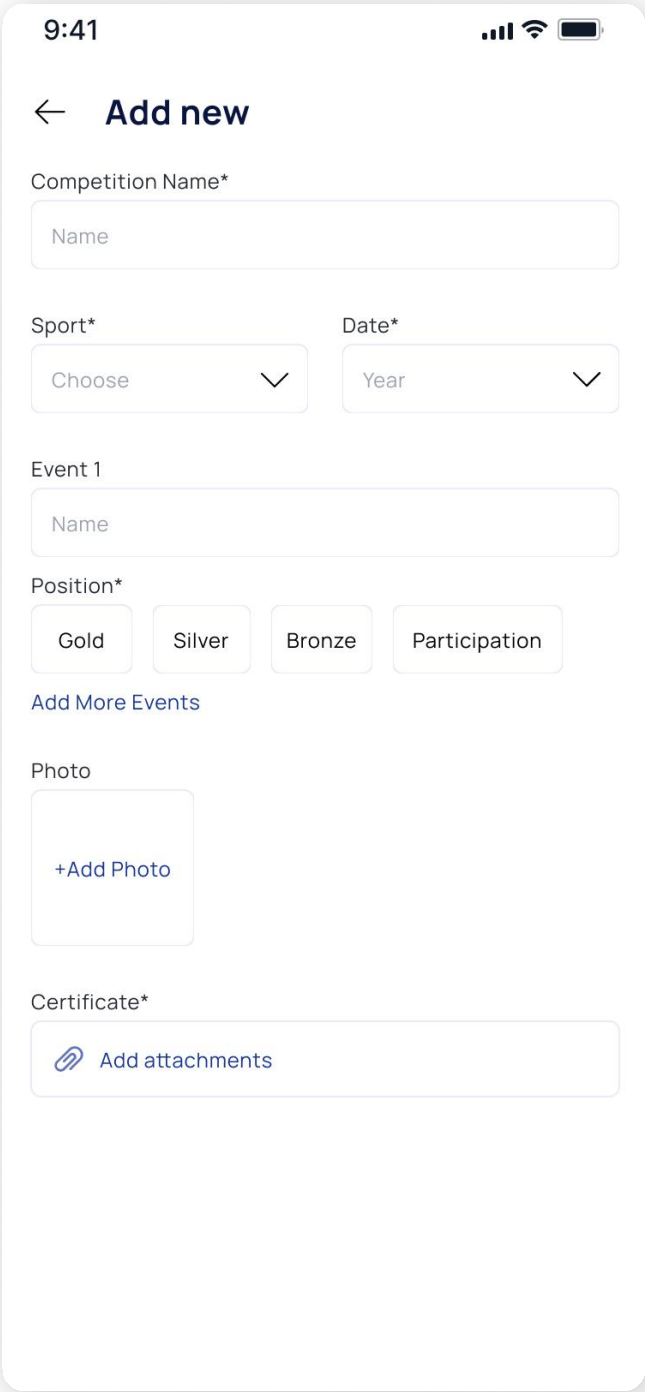 9:41
Add new
Competition Name*
Name
Sport* Date*
Choose Year
Event 1
Name
Position*
Gold Silver Bronze Participation
Add More Events
Photo
+Add Photo
Certificate*
Add attachments